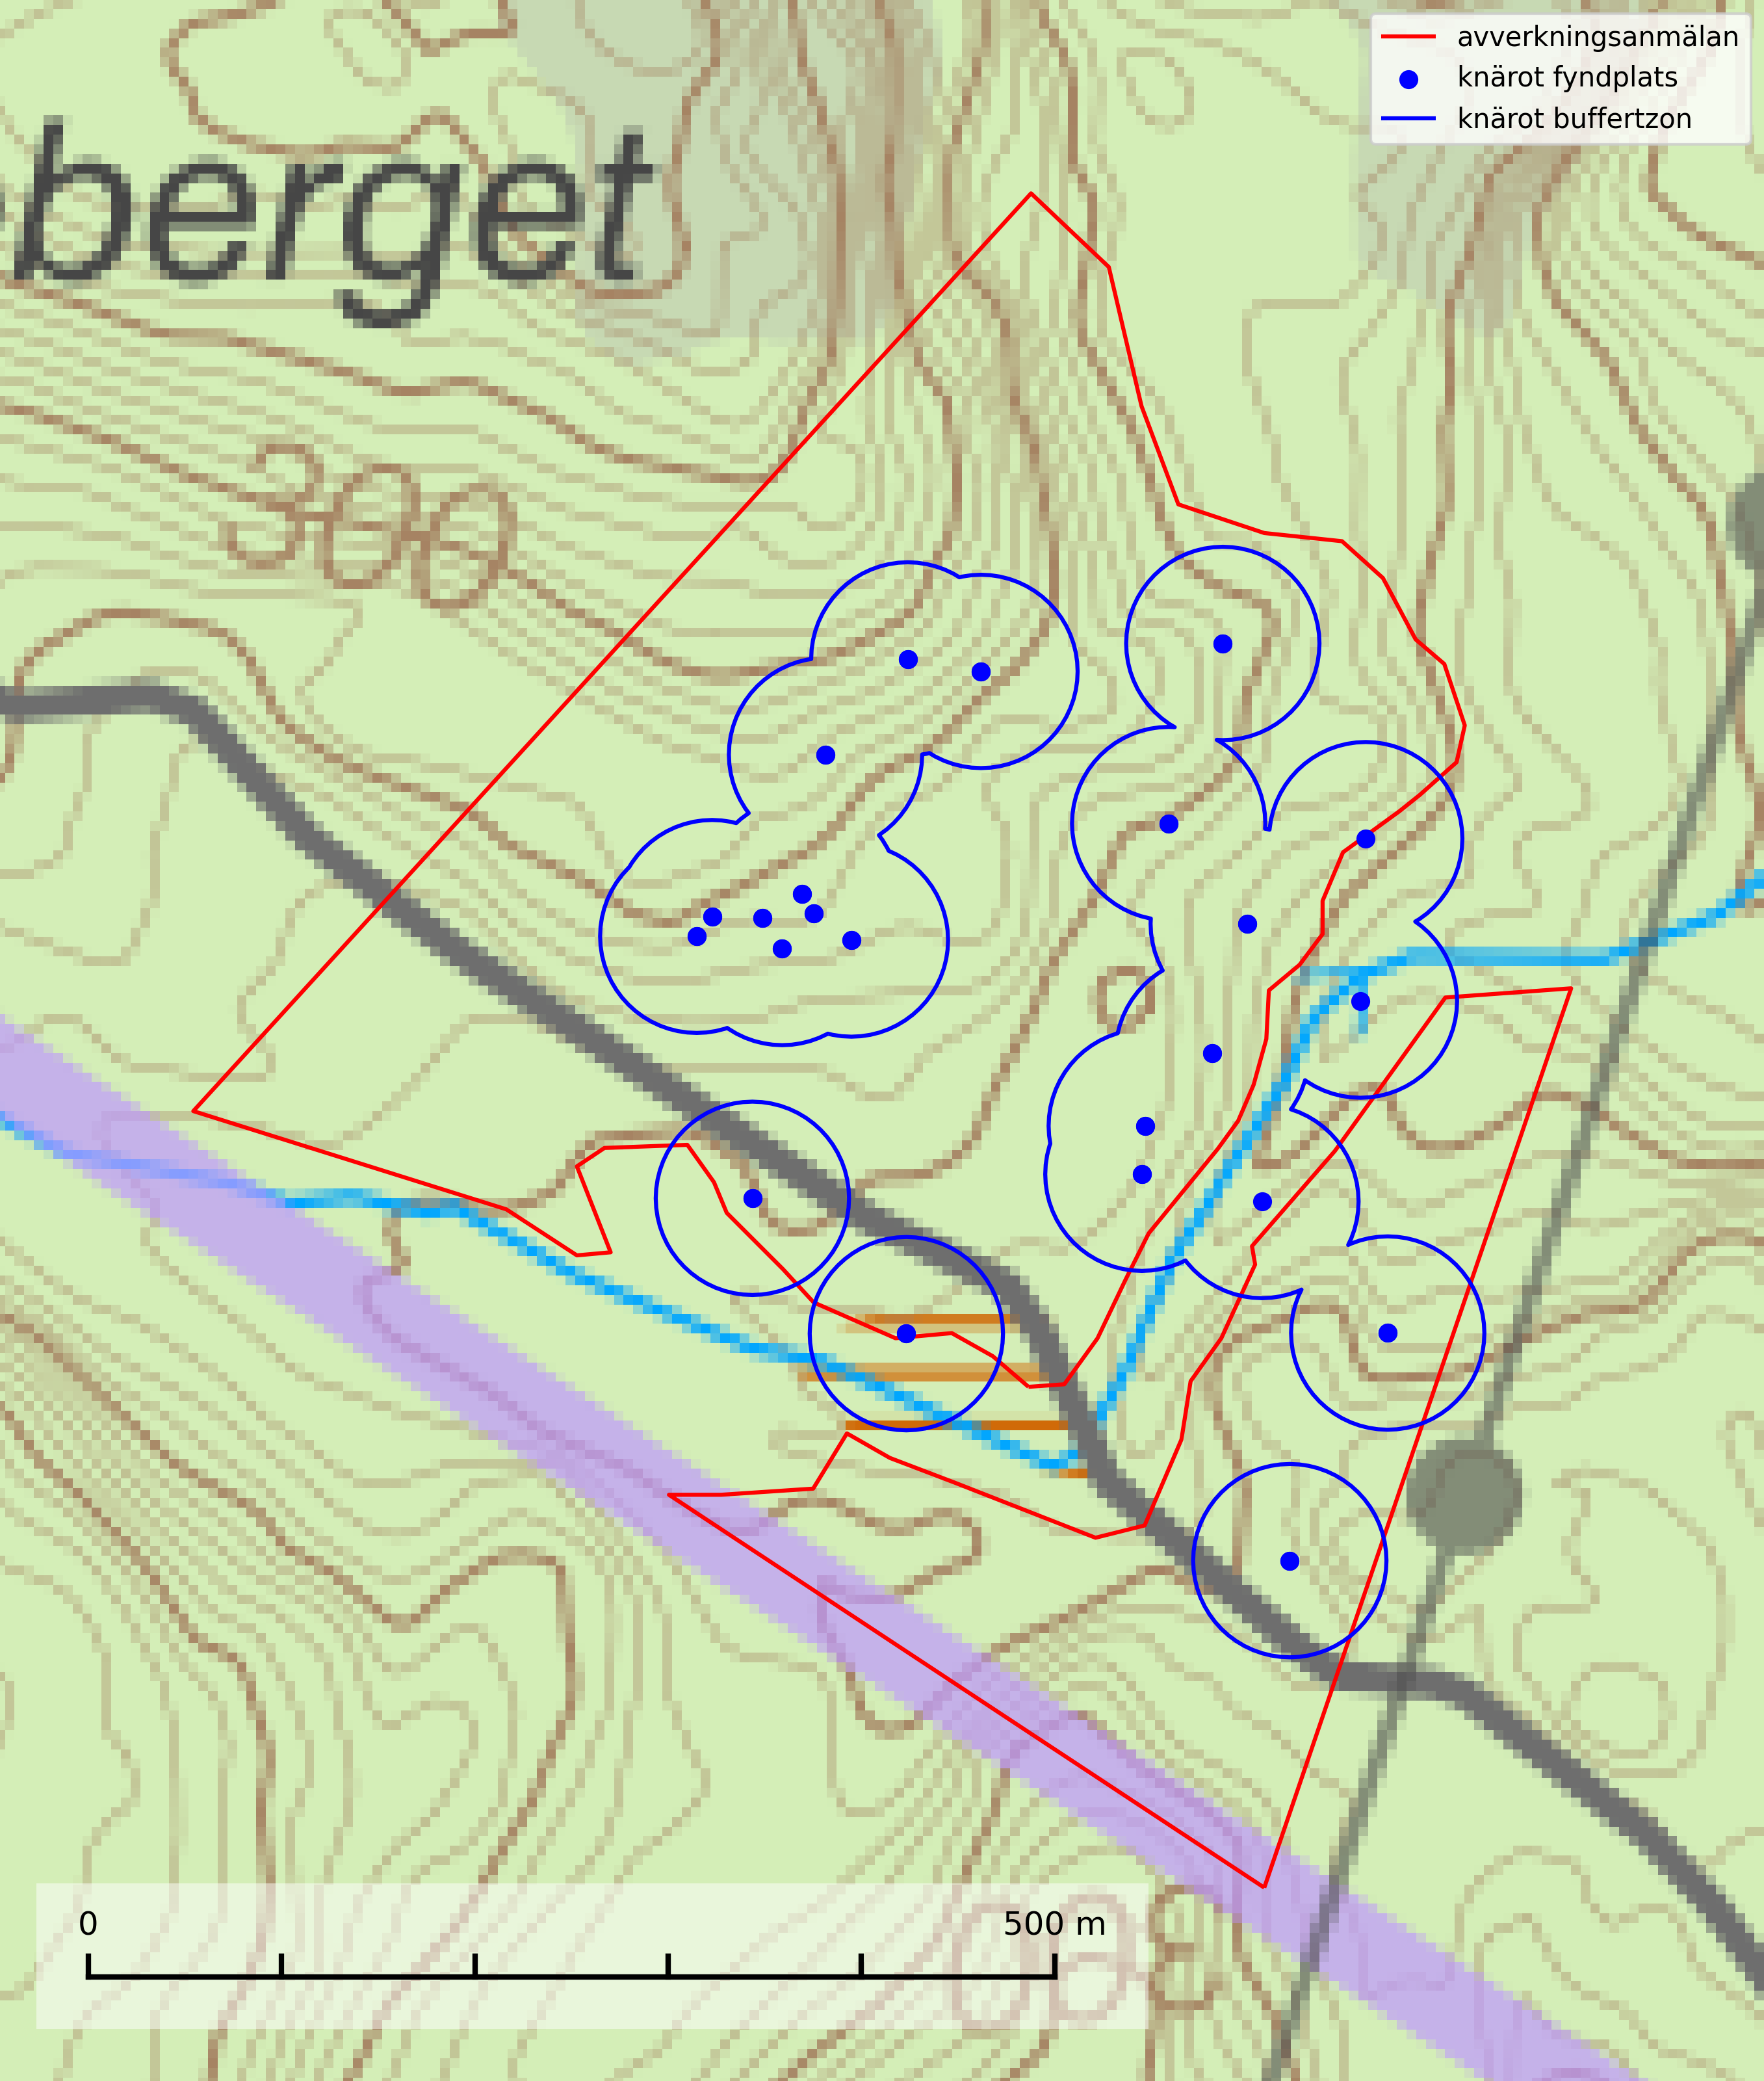 avverkningsanmälan
knärot fyndplats
knärot buffertzon
berget
300
0 500 m